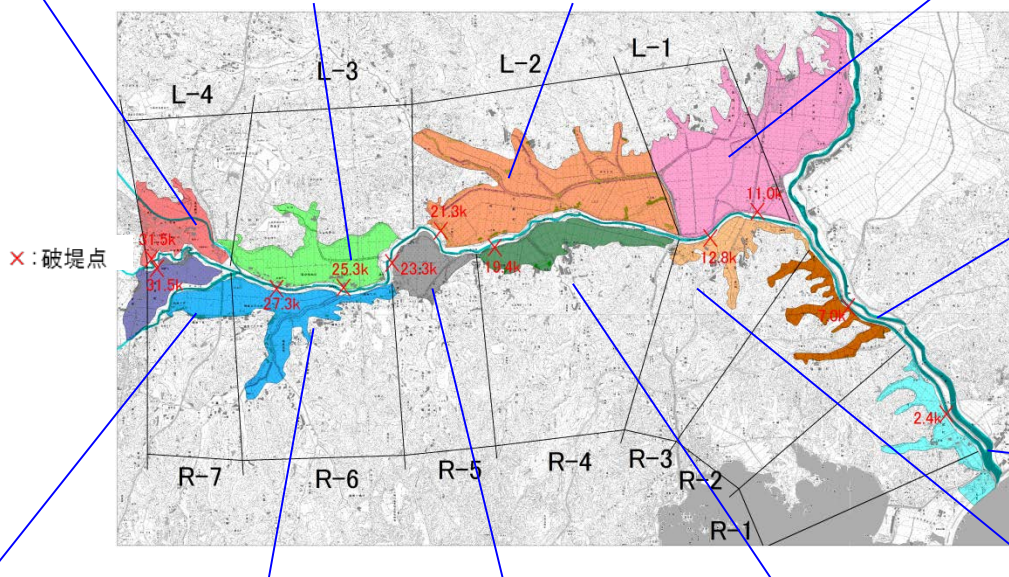 L-1
L-2
L-3
L-4
11.0k
21.3k
12.8k
31.5k
19.4k
25.3k
23.3k
31.5k
27.3k
7.9k
2.4k
×:破堤点
R-7
R-6
R-5
R-4
R-3
R-2
R-1